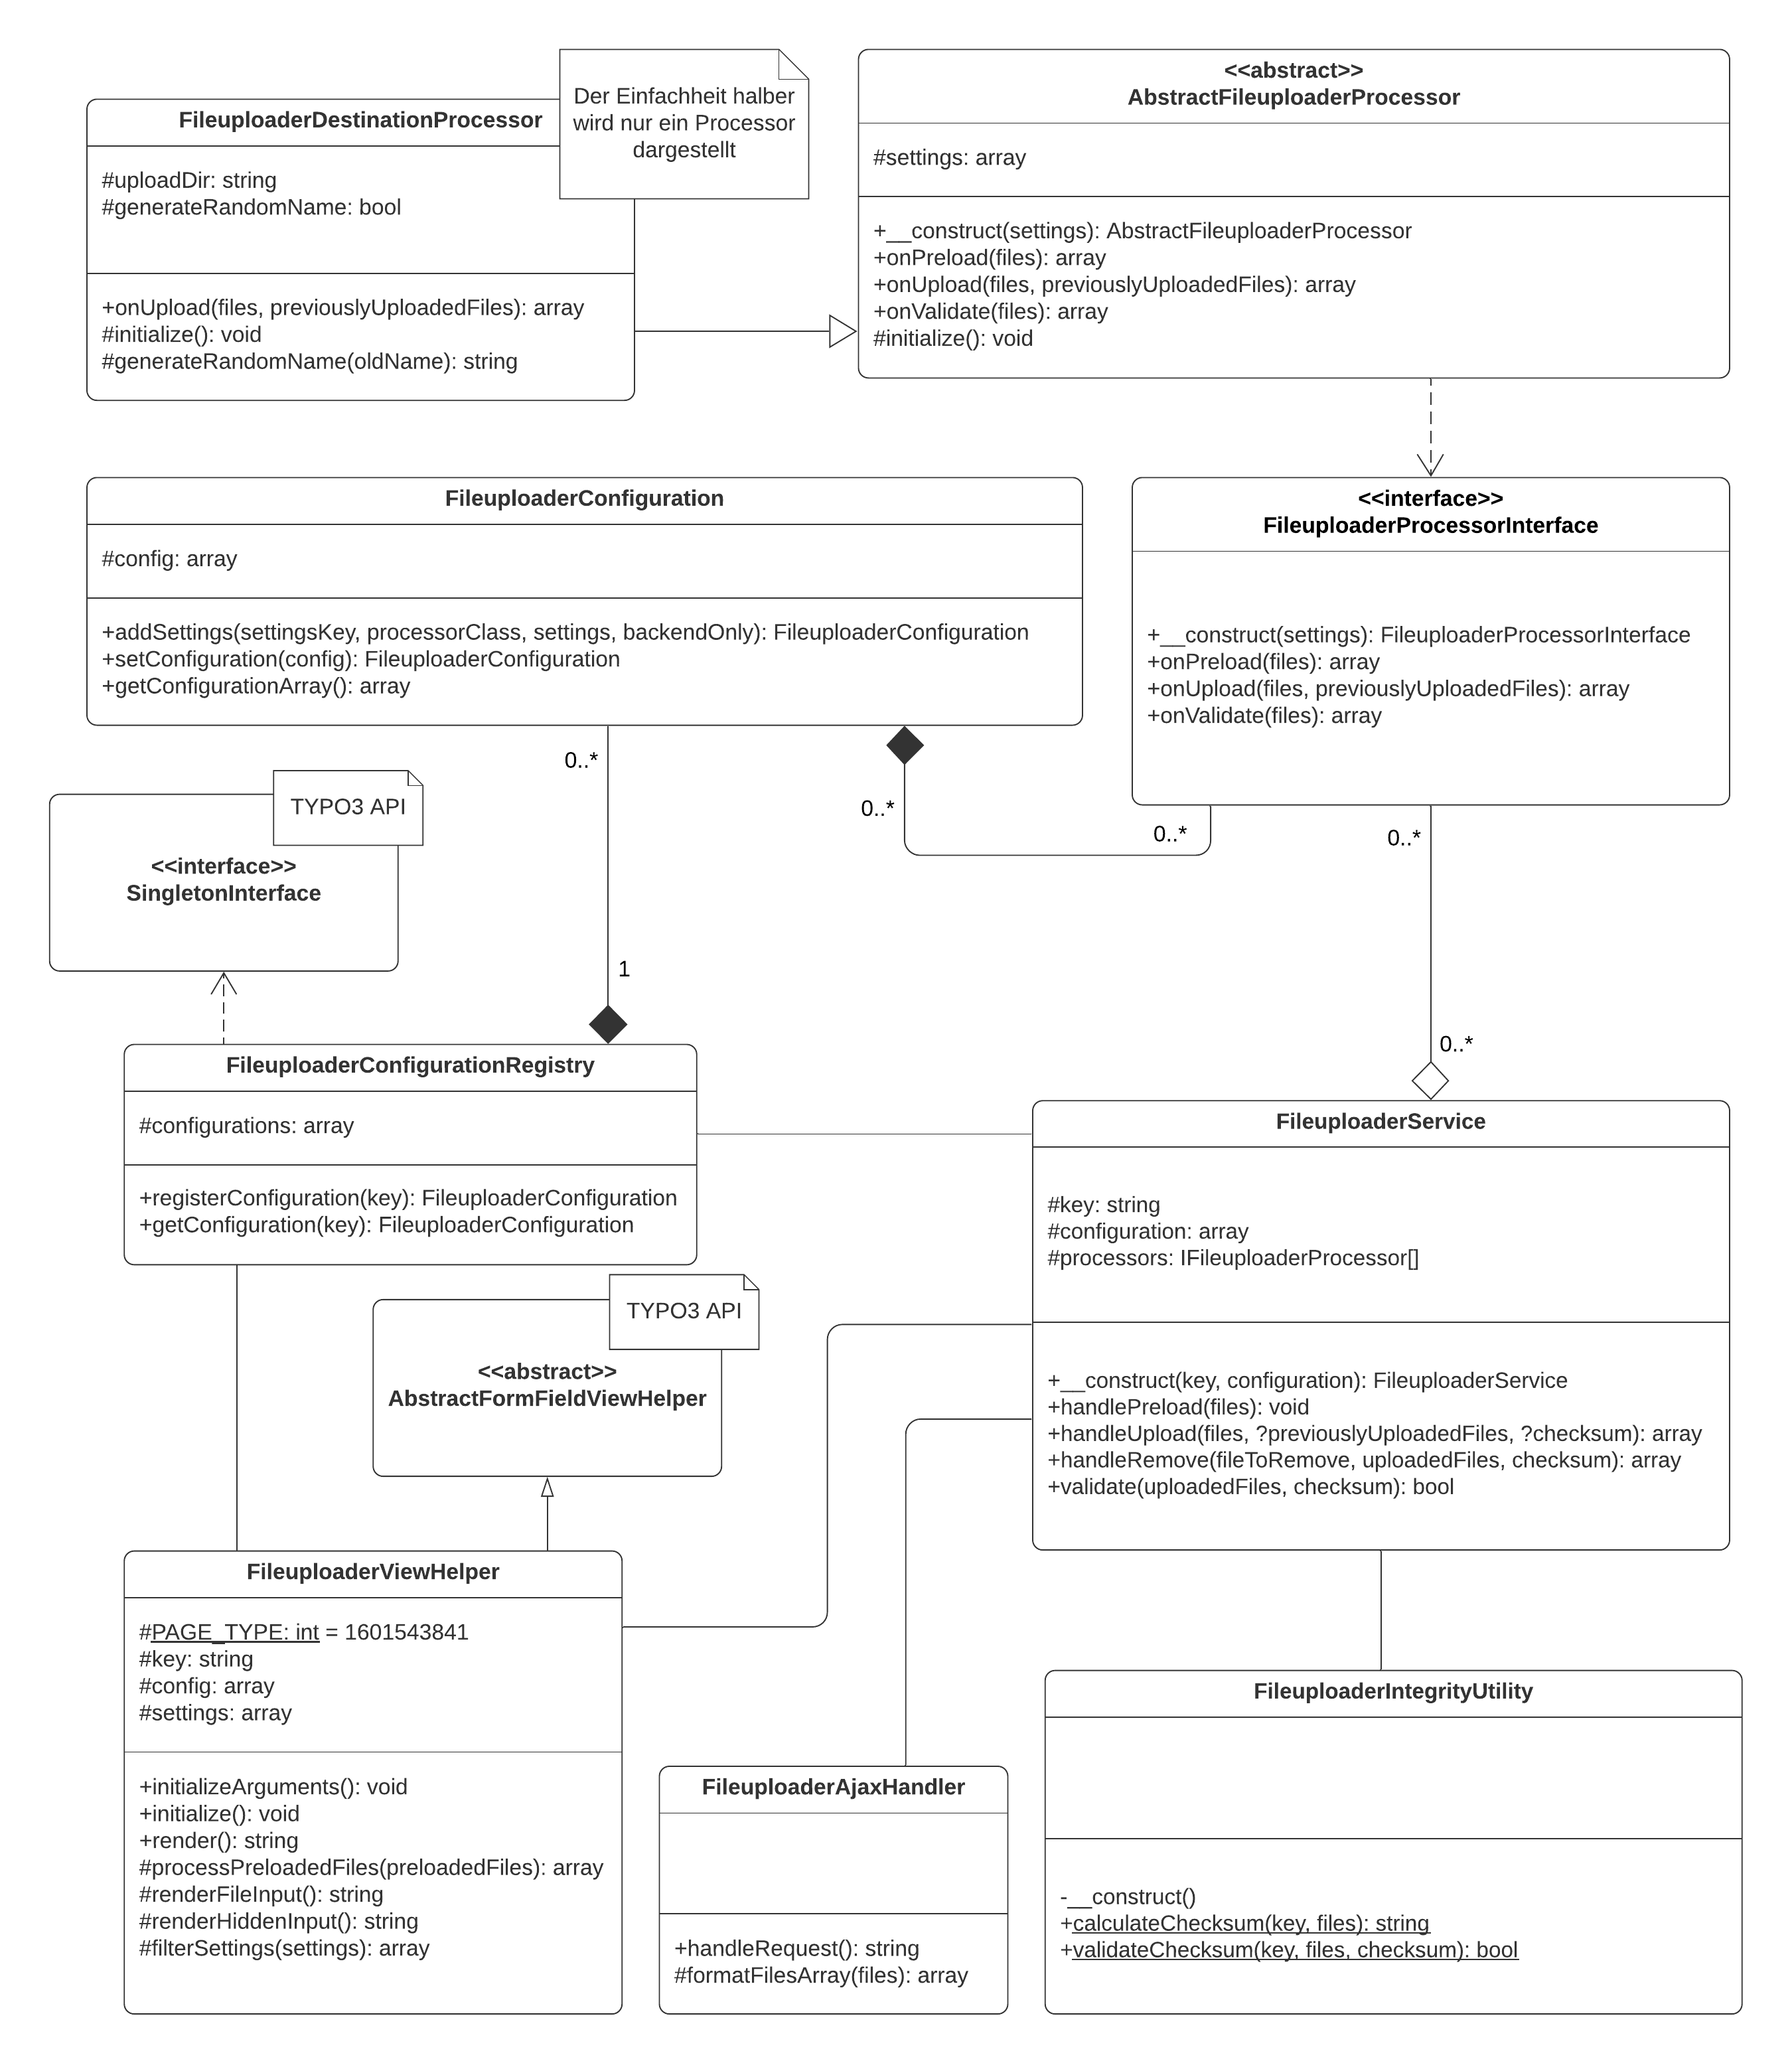 FileuploaderDestinationProcessor
#uploadDir: string
#generateRandomName: bool
+onUpload(files, previouslyUploadedFiles): array
#initialize(): void
#generateRandomName(oldName): string
Der Einfachheit halber
wird nur ein Processor
dargestellt
<<abstract>>
AbstractFileuploaderProcessor
#settings: array
+__construct(settings): AbstractFileuploaderProcessor
+onPreload(files): array
+onUpload(files, previouslyUploadedFiles): array
+onValidate(files): array
#initialize(): void
FileuploaderConfiguration
#config: array
+addSettings(settingsKey, processorClass, settings, backendOnly): FileuploaderConfiguration
+setConfiguration(config): FileuploaderConfiguration
+getConfigurationArray(): array
<<interface>>
FileuploaderProcessorInterface
+__construct(settings): FileuploaderProcessorInterface
+onPreload(files): array
+onUpload(files, previouslyUploadedFiles): array
+onValidate(files): array
0..*
0..*
0..*
0..*
TYPO3 API
<<interface>>
SingletonInterface
1
0..*
FileuploaderConfigurationRegistry
#configurations: array
+registerConfiguration(key): FileuploaderConfiguration
+getConfiguration(key): FileuploaderConfiguration
FileuploaderService
#key: string
#configuration: array
#processors: IFileuploaderProcessor[]
+__construct(key, configuration): FileuploaderService
+handlePreload(files): void
+handleUpload(files, ?previouslyUploadedFiles, ?checksum): array
+handleRemove(fileToRemove, uploadedFiles, checksum): array
+validate(uploadedFiles, checksum): bool
TYPO3 API
<<abstract>>
AbstractFormFieldViewHelper
FileuploaderViewHelper
#PAGE_TYPE: int = 1601543841
#key: string
#config: array
#settings: array
+initializeArguments(): void
+initialize(): void
+render(): string
#processPreloadedFiles(preloadedFiles): array
#renderFileInput(): string
#renderHiddenInput(): string
#filterSettings(settings): array
FileuploaderAjaxHandler
+handleRequest(): string
#formatFilesArray(files): array
FileuploaderIntegrityUtility
-__construct()
+calculateChecksum(key, files): string
+validateChecksum(key, files, checksum): bool